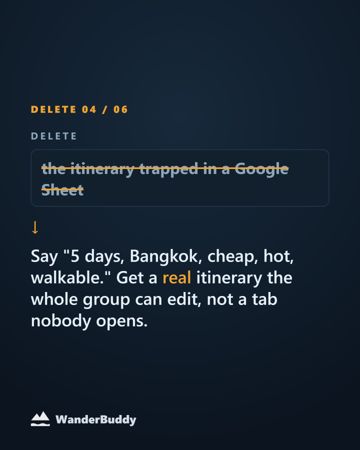 DELETE 04 / 06
DELETE
the itinerary trapped in a Google
Sheet
↓
Say "5 days, Bangkok, cheap, hot,
walkable." Get a real itinerary the
whole group can edit, not a tab
nobody opens.
WanderBuddy